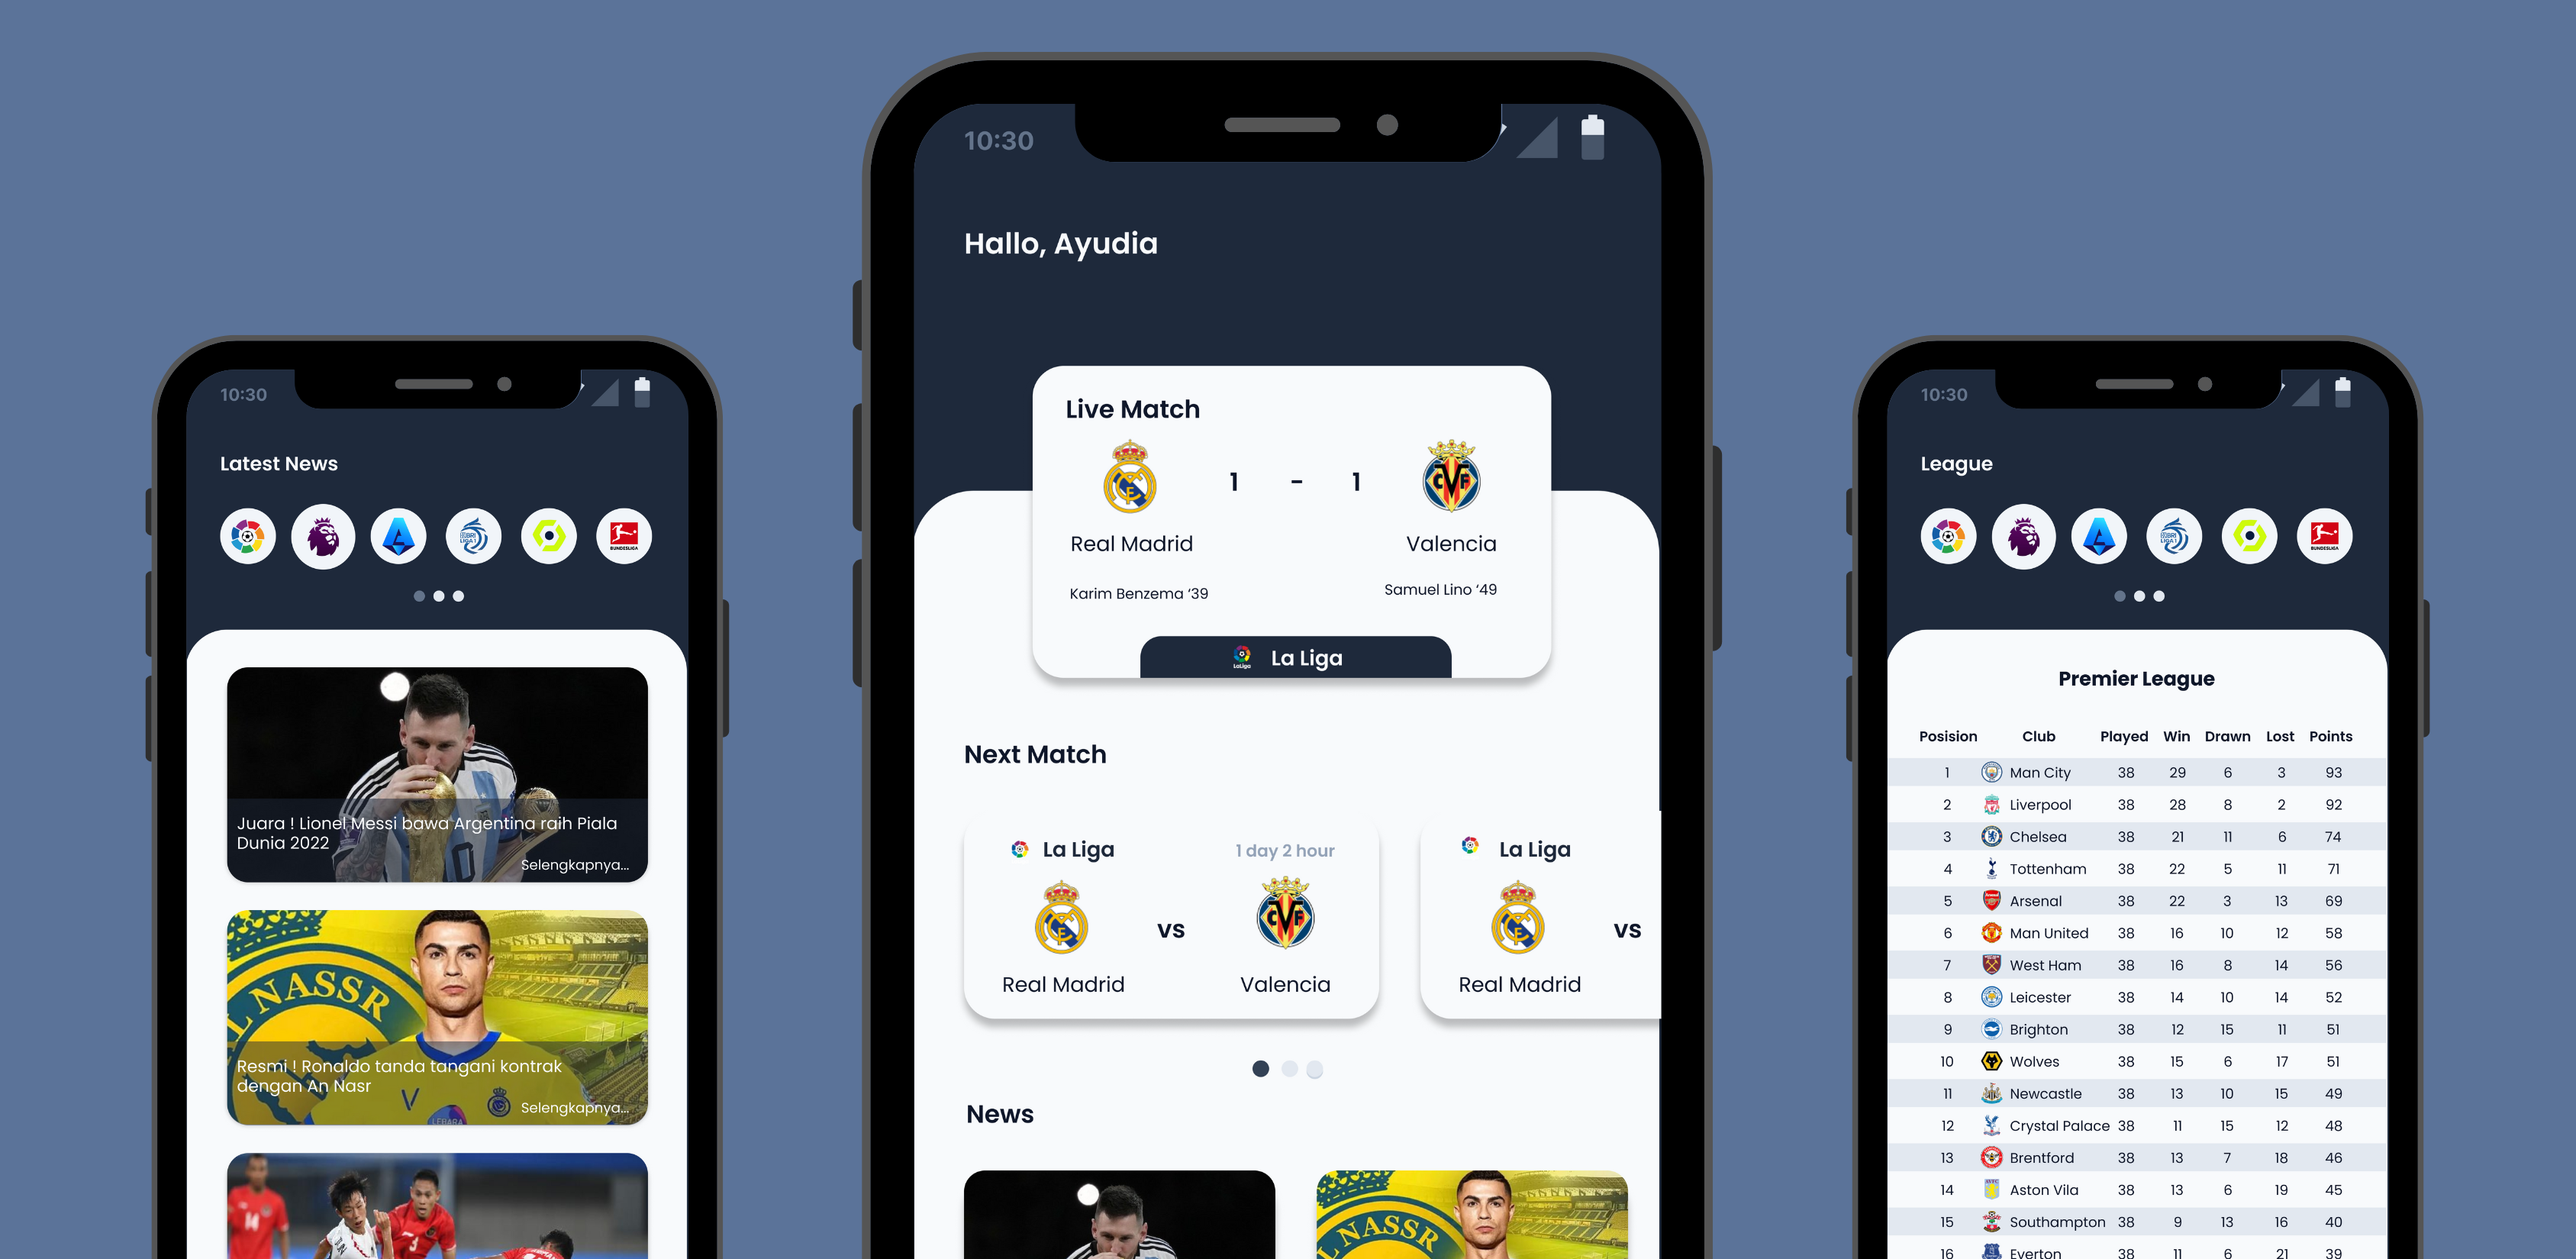 10:30
Latest News
BRI
LIGA 1
BUNDESLIGA
Juara ! Lionel Messi bawa Argentina raih Piala
Dunia 2022
Selengkapnya...
NASSR
Resmi ! Ronaldo tanda tangani kontrak
dengan An Nasr
Selengkapnya...
10:30
Hallo, Ayudia
Live Match
1 - 1
Real Madrid Valencia
Karim Benzema ‘39 Samuel Lino ‘49
LaLiga La Liga
Next Match
La Liga 1 day 2 hour
vs
Real Madrid Valencia
La Liga
vs
Real Madrid
News
NASSR
10:30
League
BRI
LIGA 1
BUNDESLIGA
Premier League
Posision Club Played Win Drawn Lost Points
1 Man City 38 29 6 3 93
2 Liverpool 38 28 8 2 92
3 Chelsea 38 21 11 6 74
4 Tottenham 38 22 5 11 71
5 Arsenal 38 22 3 13 69
6 Man United 38 16 10 12 58
7 West Ham 38 16 8 14 56
8 Leicester 38 14 10 14 52
9 Brighton 38 12 15 11 51
10 Wolves 38 15 6 17 51
11 Newcastle 38 13 10 15 49
12 Crystal Palace 38 11 15 12 48
13 Brentford 38 13 7 18 46
14 Aston Vila 38 13 6 19 45
15 Southampton 38 9 13 16 40
16 Everton 38 11 6 21 39